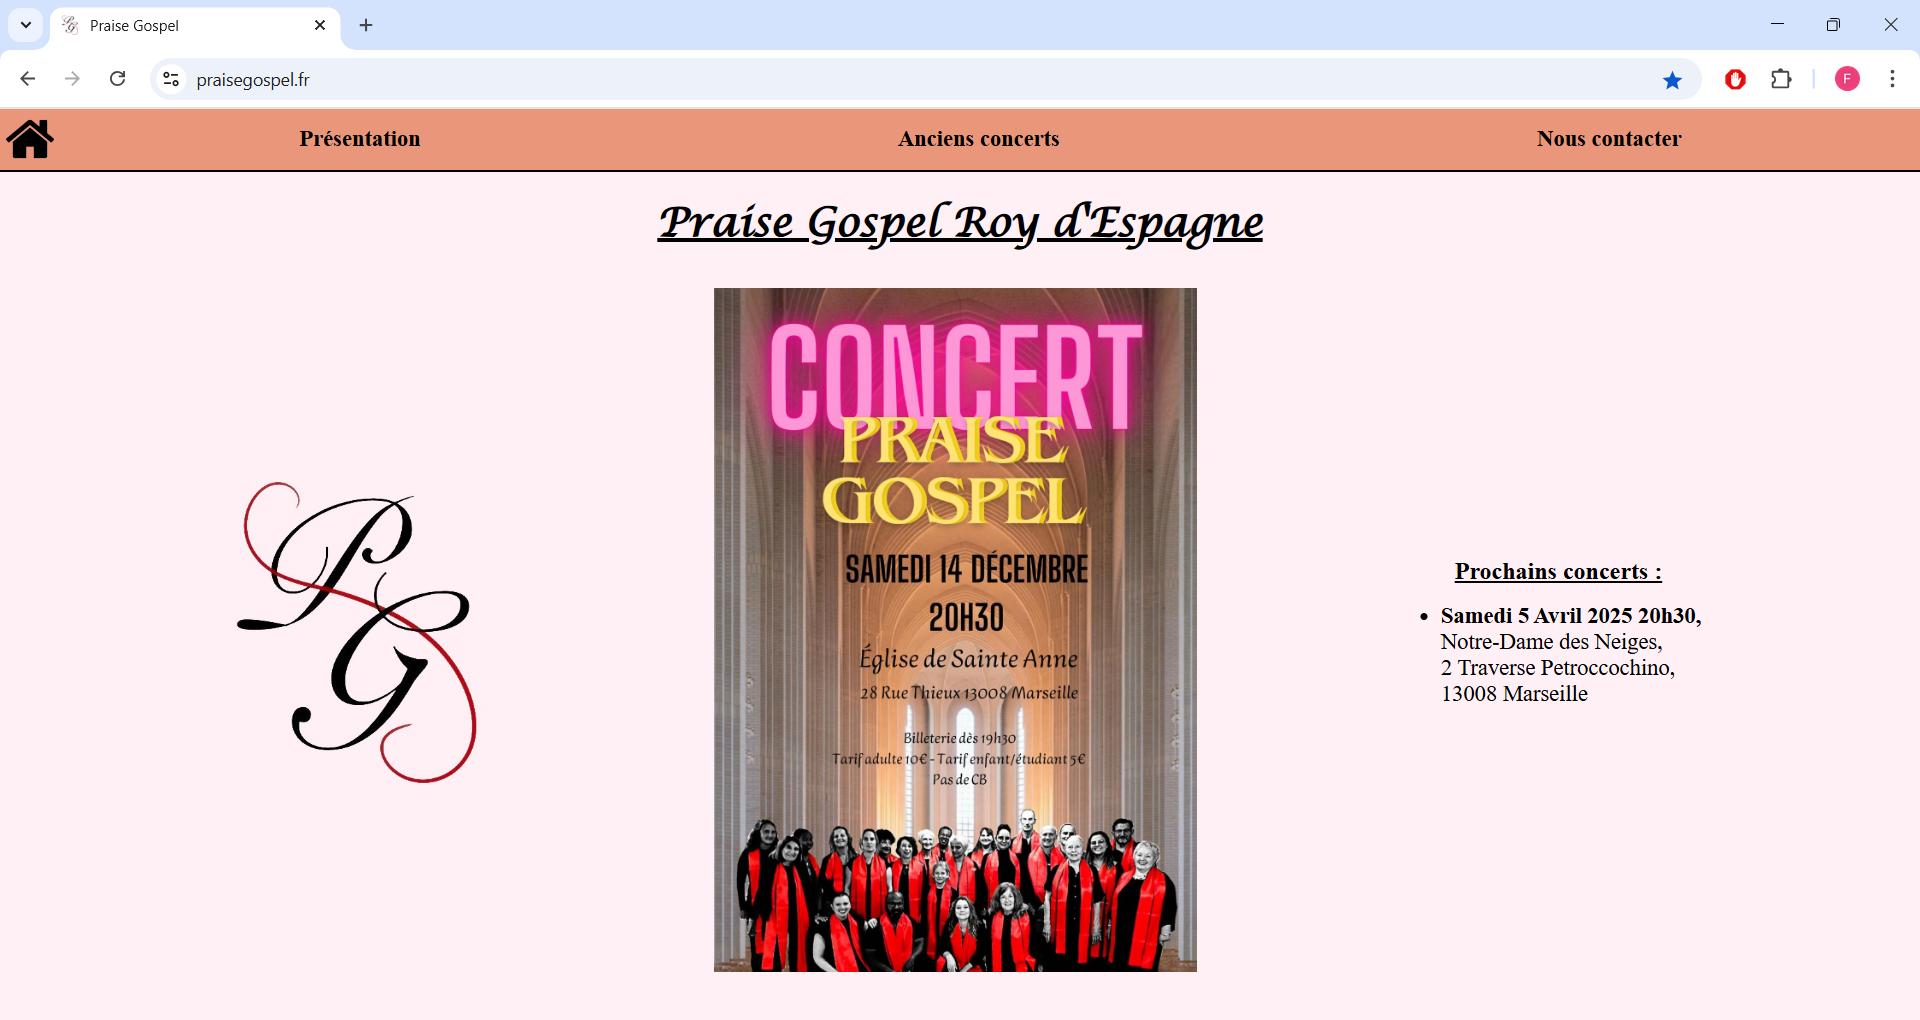 Praise Gospel
praisegospel.fr
F
Présentation
Anciens concerts
Nous contacter
Praise Gospel Roy d'Espagne
PG
CONCERT
PRAISE
GOSPEL
SAMEDI 14 DÉCEMBRE
20H30
Église de Sainte Anne
28 Rue Thieux 13008 Marseille
Billeterie dès 19h30
Tarif adulte 10€ - Tarif enfant/étudiant 5€
Pas de CB
Prochains concerts :
• Samedi 5 Avril 2025 20h30,
Notre-Dame des Neiges,
2 Traverse Petroccochino,
13008 Marseille